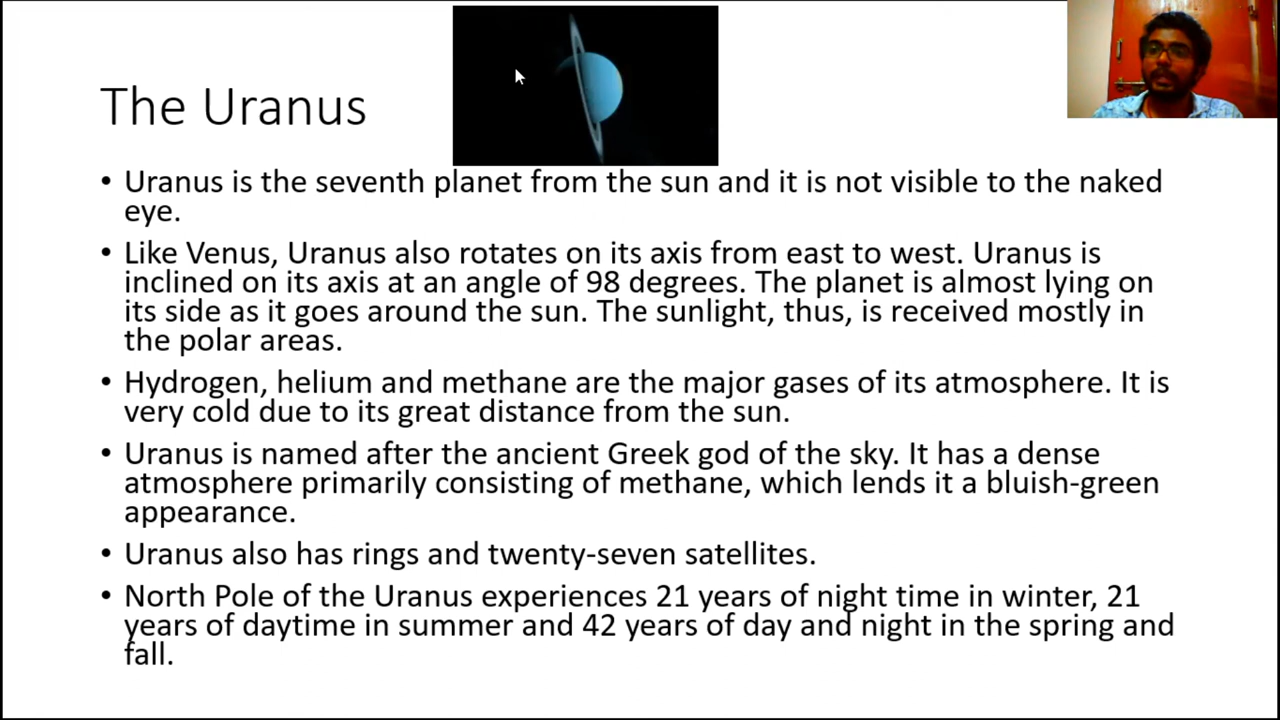 The Uranus
• Uranus is the seventh planet from the sun and it is not visible to the naked
eye.
• Like Venus, Uranus also rotates on its axis from east to west. Uranus is
inclined on its axis at an angle of 98 degrees. The planet is almost lying on
its side as it goes around the sun. The sunlight, thus, is received mostly in
the polar areas.
• Hydrogen, helium and methane are the major gases of its atmosphere. It is
very cold due to its great distance from the sun.
• Uranus is named after the ancient Greek god of the sky. It has a dense
atmosphere primarily consisting of methane, which lends it a bluish-green
appearance.
• Uranus also has rings and twenty-seven satellites.
• North Pole of the Uranus experiences 21 years of night time in winter, 21
years of daytime in summer and 42 years of day and night in the spring and
fall.